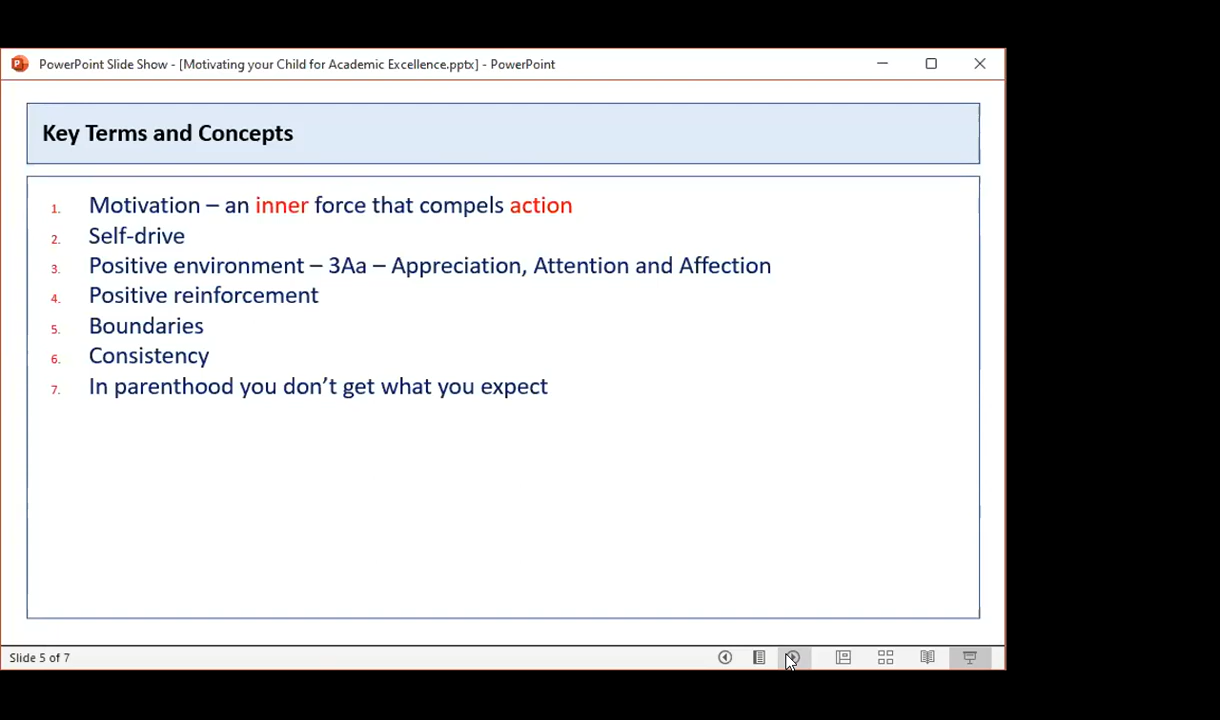 PowerPoint Slide Show - [Motivating your Child for Academic Excellence.pptx] - PowerPoint
Key Terms and Concepts
1. Motivation – an inner force that compels action
2. Self-drive
3. Positive environment – 3Aa – Appreciation, Attention and Affection
4. Positive reinforcement
5. Boundaries
6. Consistency
7. In parenthood you don’t get what you expect
Slide 5 of 7